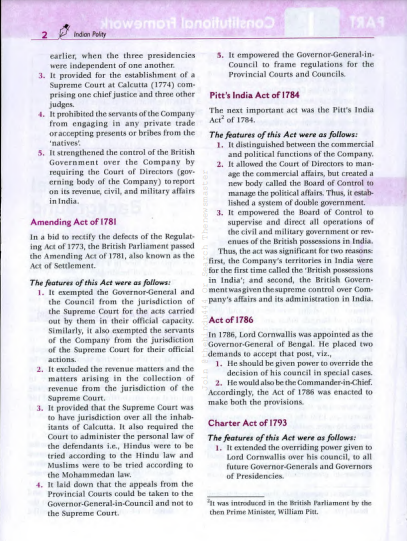 2 Indian Polity
earlier, when the three presidencies
were independent of one another.
3. It provided for the establishment of a
Supreme Court at Calcutta (1774) com-
prising one chief justice and three other
judges.
4. It prohibited the servants of the Company
from engaging in any private trade
or accepting presents or bribes from the
'natives'.
5. It strengthened the control of the British
Government over the Company by
requiring the Court of Directors (gov-
erning body of the Company) to report
on its revenue, civil, and military affairs
in India.
Amending Act of 1781
In a bid to rectify the defects of the Regulat-
ing Act of 1773, the British Parliament passed
the Amending Act of 1781, also known as the
Act of Settlement.
The features of this Act were as follows:
1. It exempted the Governor-General and
the Council from the jurisdiction of
the Supreme Court for the acts carried
out by them in their official capacity.
Similarly, it also exempted the servants
of the Company from the jurisdiction
of the Supreme Court for their official
actions.
2. It excluded the revenue matters and the
matters arising in the collection of
revenue from the jurisdiction of the
Supreme Court.
3. It provided that the Supreme Court was
to have jurisdiction over all the inhab-
itants of Calcutta. It also required the
Court to administer the personal law of
the defendants i.e., Hindus were to be
tried according to the Hindu law and
Muslims were to be tried according to
the Mohammedan law.
4. It laid down that the appeals from the
Provincial Courts could be taken to the
Governor-General-in-Council and not to
the Supreme Court.
5. It empowered the Governor-General-in-
Council to frame regulations for the
Provincial Courts and Councils.
Pitt's India Act of 1784
The next important act was the Pitt's India
Act² of 1784.
The features of this Act were as follows:
1. It distinguished between the commercial
and political functions of the Company.
2. It allowed the Court of Directors to man-
age the commercial affairs, but created a
new body called the Board of Control to
manage the political affairs. Thus, it estab-
lished a system of double government.
3. It empowered the Board of Control to
supervise and direct all operations of
the civil and military government or rev-
enues of the British possessions in India.
Thus, the act was significant for two reasons:
first, the Company's territories in India were
for the first time called the 'British possessions
in India'; and second, the British Govern-
ment was given the supreme control over Com-
pany's affairs and its administration in India.
Act of 1786
In 1786, Lord Cornwallis was appointed as the
Governor-General of Bengal. He placed two
demands to accept that post, viz.,
1. He should be given power to override the
decision of his council in special cases.
2. He would also be the Commander-in-Chief.
Accordingly, the Act of 1786 was enacted to
make both the provisions.
Charter Act of 1793
The features of this Act were as follows:
1. It extended the overriding power given to
Lord Cornwallis over his council, to all
future Governor-Generals and Governors
of Presidencies.
²It was introduced in the British Parliament by the
then Prime Minister, William Pitt.